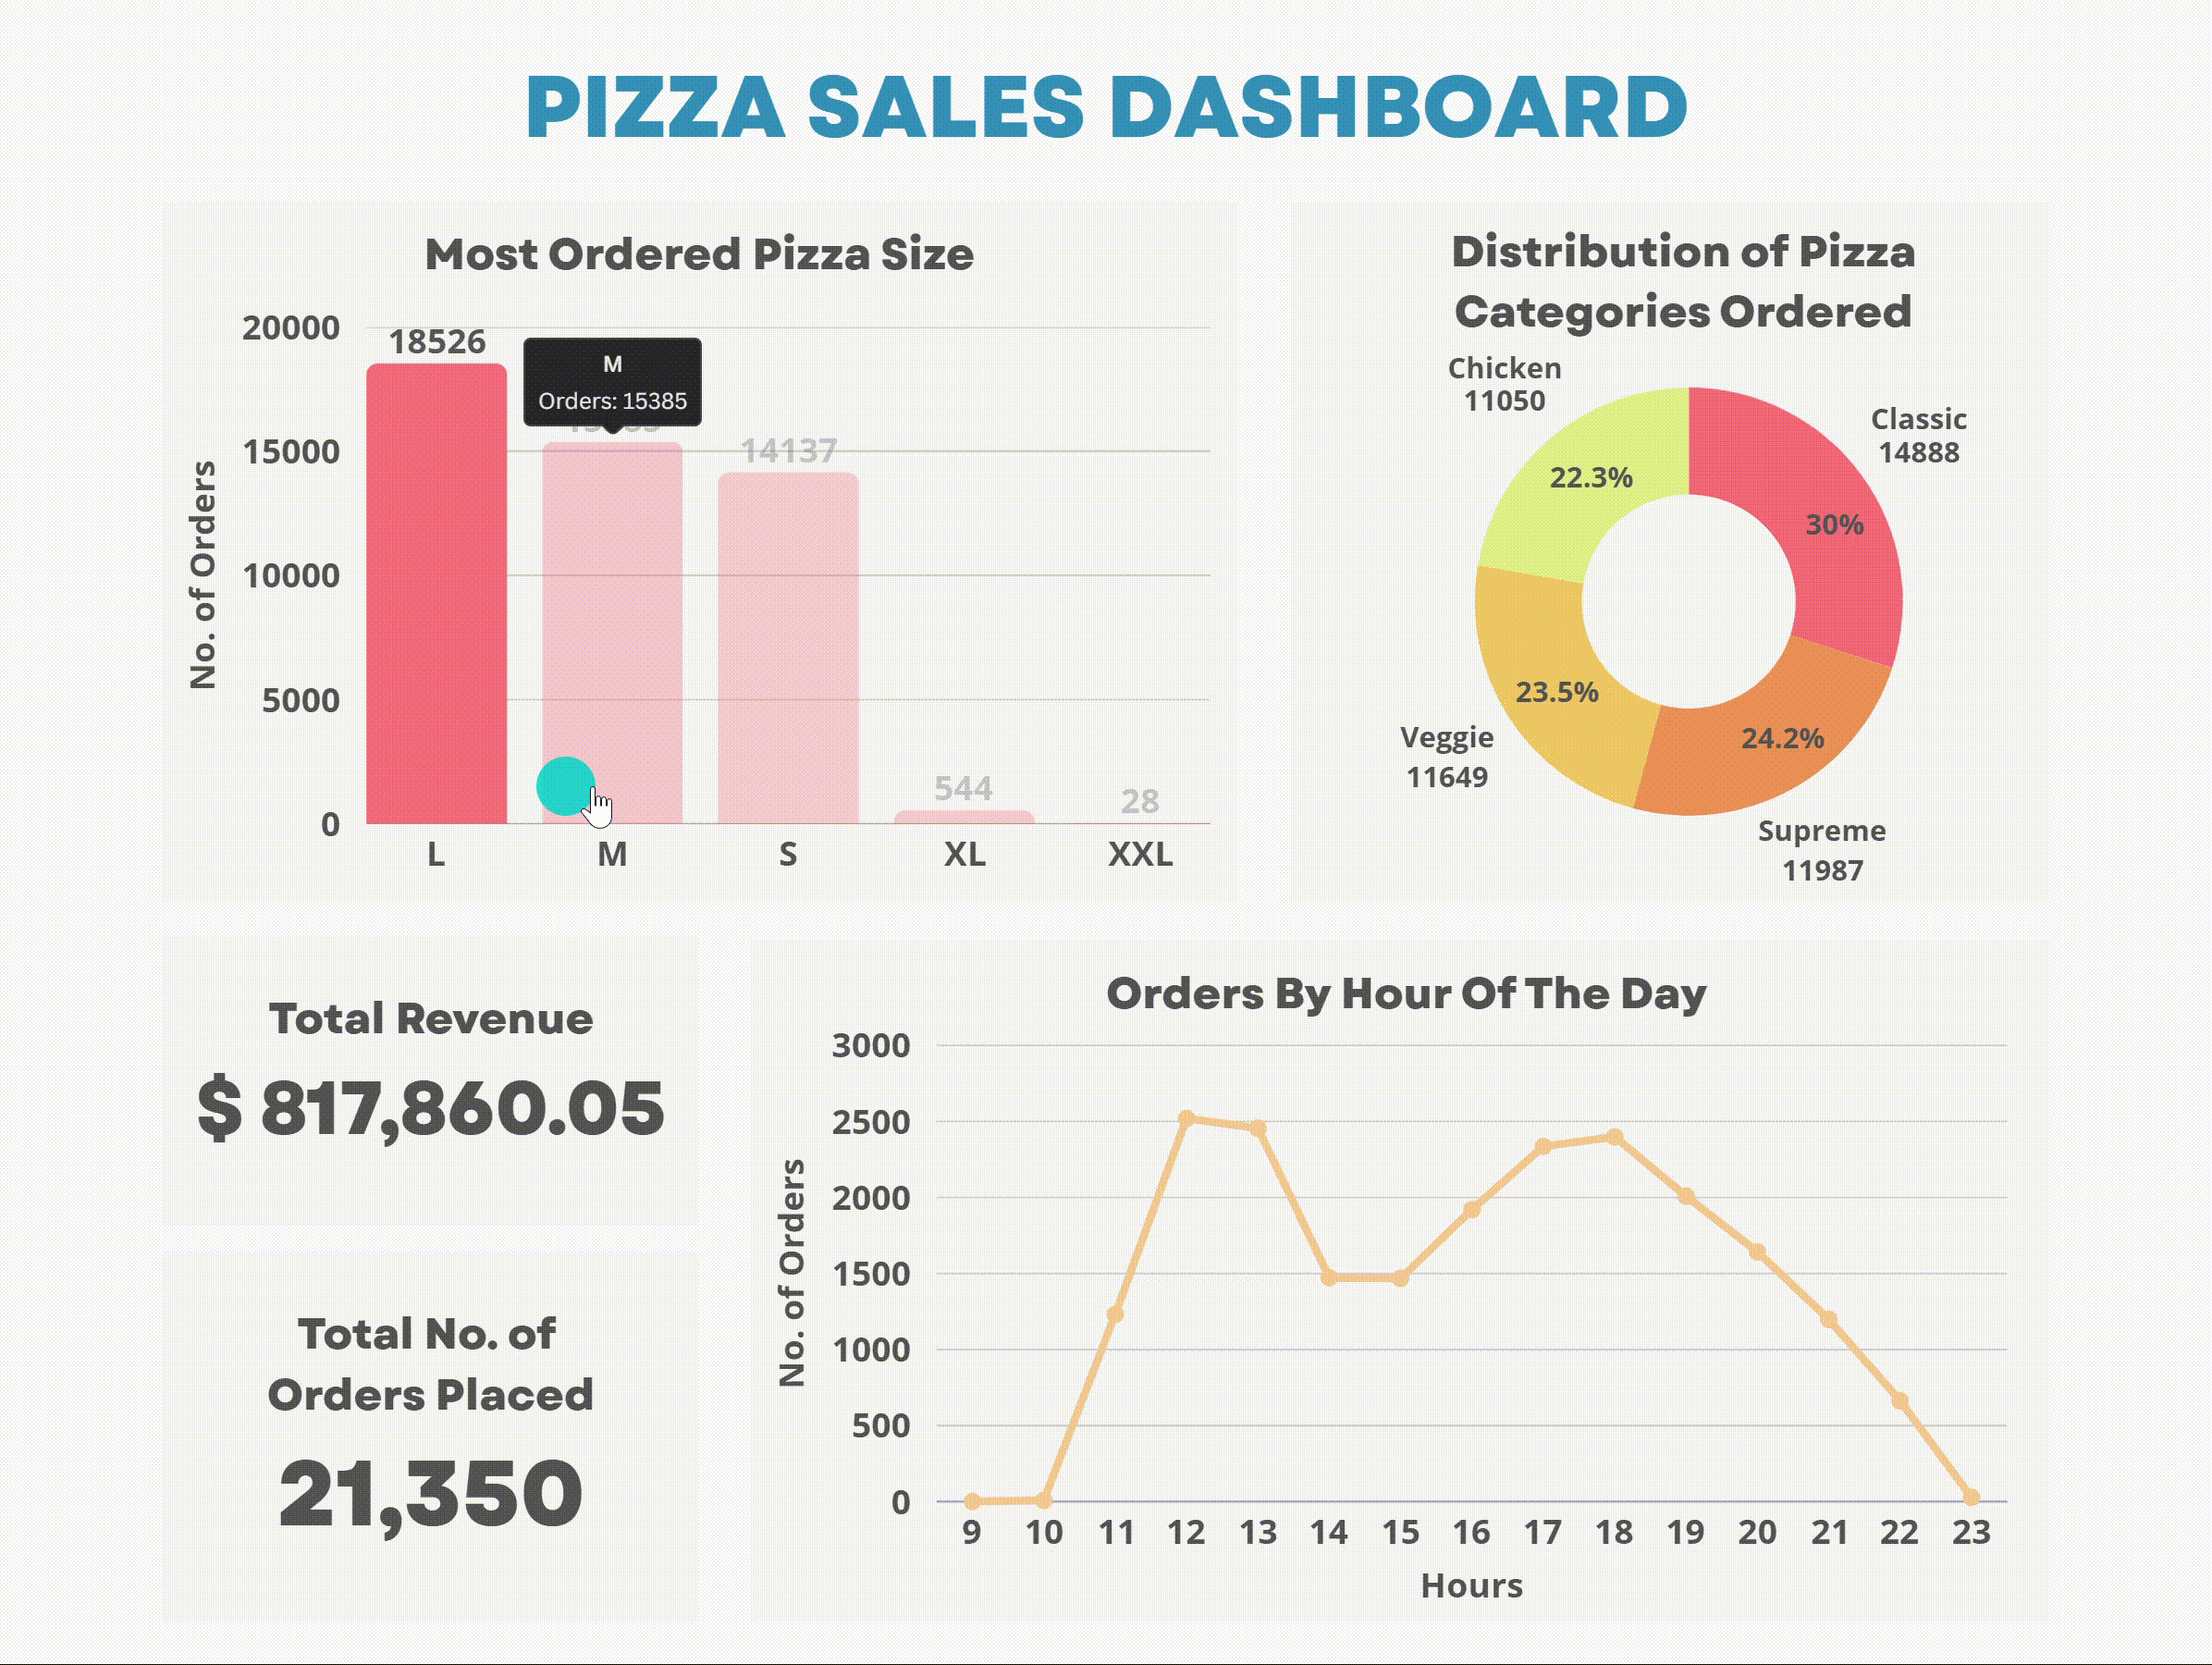 PIZZA SALES DASHBOARD
Most Ordered Pizza Size
No. of Orders
20000
15000
10000
5000
0
18526
M
Orders: 15385
14137
544
28
L M S XL XXL
Distribution of Pizza
Categories Ordered
Chicken
11050
Classic
14888
22.3%
30%
23.5%
24.2%
Veggie
11649
Supreme
11987
Total Revenue
$ 817,860.05
Total No. of
Orders Placed
21,350
Orders By Hour Of The Day
No. of Orders
3000
2500
2000
1500
1000
500
0
9 10 11 12 13 14 15 16 17 18 19 20 21 22 23
Hours